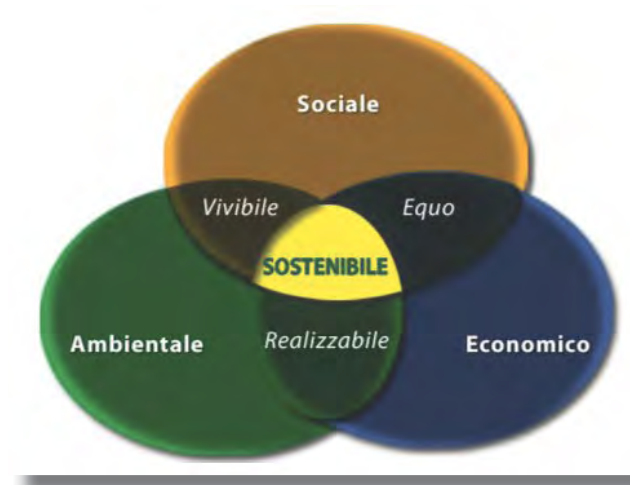 Sociale
Vivibile
Equo
SOSTENIBILE
Ambientale
Realizzabile
Economico